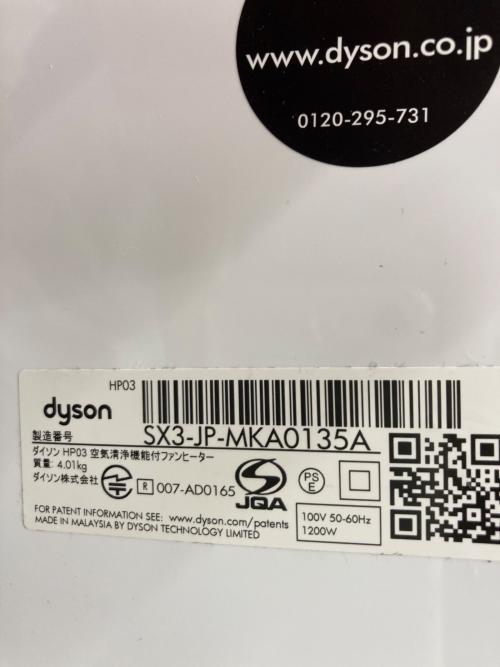 www.dyson.co.jp
0120-295-731
HP03
dyson
製造番号 SX3-JP-MKA0135A
ダイソン HP03 空気清浄機能付ファンヒーター
質量: 4.01kg
ダイソン株式会社
R 007-AD0165
JQA
PS
E
100V 50-60Hz
1200W
FOR PATENT INFORMATION SEE: www.dyson.com/patents
MADE IN MALAYSIA BY DYSON TECHNOLOGY LIMITED